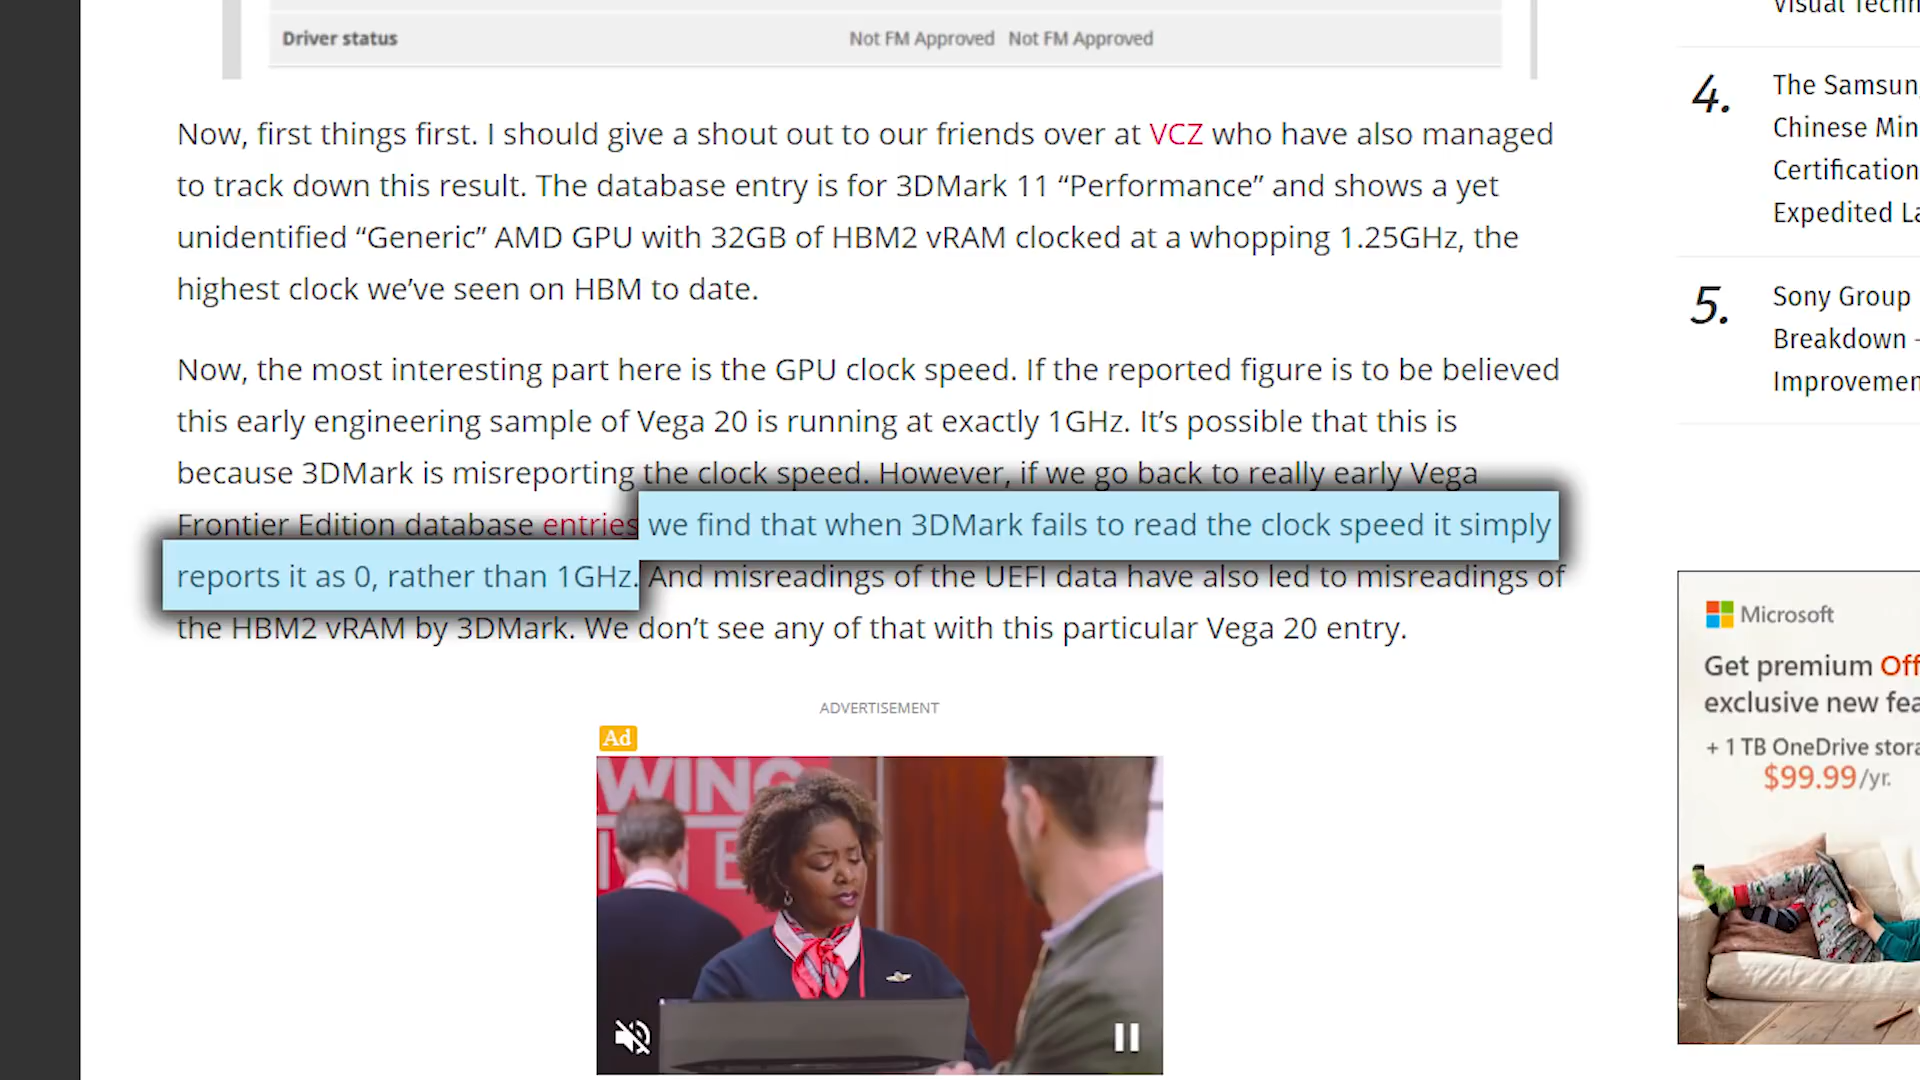 Visual Techn
Driver status Not FM Approved Not FM Approved
Now, first things first. I should give a shout out to our friends over at VCZ who have also managed
to track down this result. The database entry is for 3DMark 11 “Performance” and shows a yet
unidentified “Generic” AMD GPU with 32GB of HBM2 vRAM clocked at a whopping 1.25GHz, the
highest clock we’ve seen on HBM to date.
Now, the most interesting part here is the GPU clock speed. If the reported figure is to be believed
this early engineering sample of Vega 20 is running at exactly 1GHz. It’s possible that this is
because 3DMark is misreporting the clock speed. However, if we go back to really early Vega
Frontier Edition database entries we find that when 3DMark fails to read the clock speed it simply
reports it as 0, rather than 1GHz. And misreadings of the UEFI data have also led to misreadings of
the HBM2 vRAM by 3DMark. We don’t see any of that with this particular Vega 20 entry.
ADVERTISEMENT
Ad
WING
4. The Samsun
Chinese Min
Certification
Expedited La
5. Sony Group
Breakdown -
Improvemen
Microsoft
Get premium Off
exclusive new fea
+ 1 TB OneDrive stora
$99.99/yr.